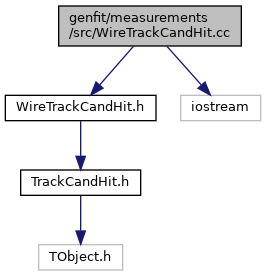 genfit/measurements
/src/WireTrackCandHit.cc
WireTrackCandHit.h
iostream
TrackCandHit.h
TObject.h